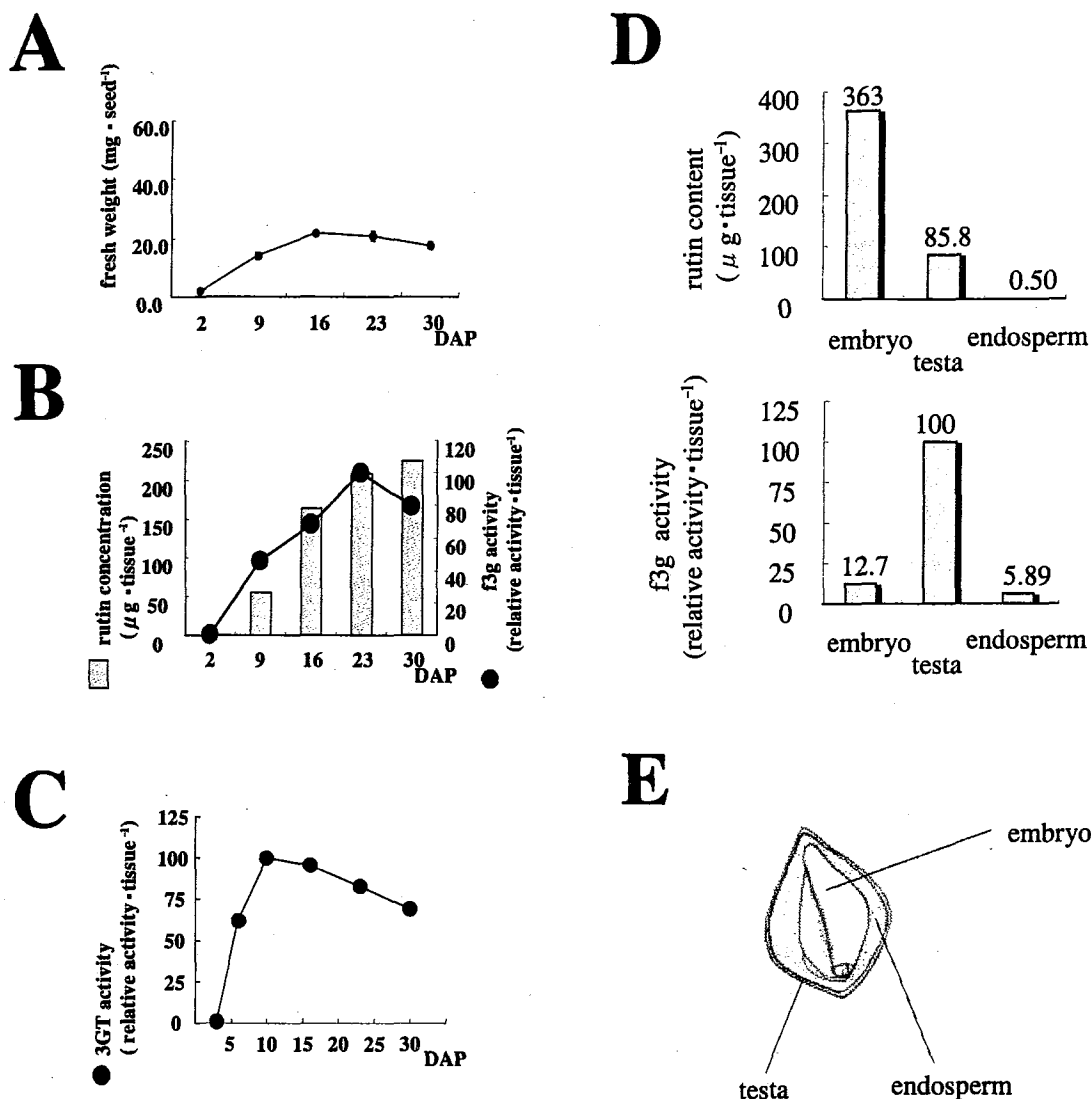 A
fresh weight (mg・seed⁻¹)
60.0
40.0
20.0
0.0
2 9 16 23 30
DAP
B
rutin concentration
(μg・tissue⁻¹)
250
200
150
100
50
0
120
100
80
60
40
20
0
f3g activity
(relative activity・tissue⁻¹)
2 9 16 23 30
DAP
C
3GT activity
(relative activity・tissue⁻¹)
125
100
75
50
25
0
5 10 15 20 25 30
DAP
D
rutin content
(μg・tissue⁻¹)
400
300
200
100
0
363
85.8
0.50
embryo
testa
endosperm
f3g activity
(relative activity・tissue⁻¹)
125
100
75
50
25
0
12.7
100
5.89
embryo
testa
endosperm
E
embryo
testa
endosperm